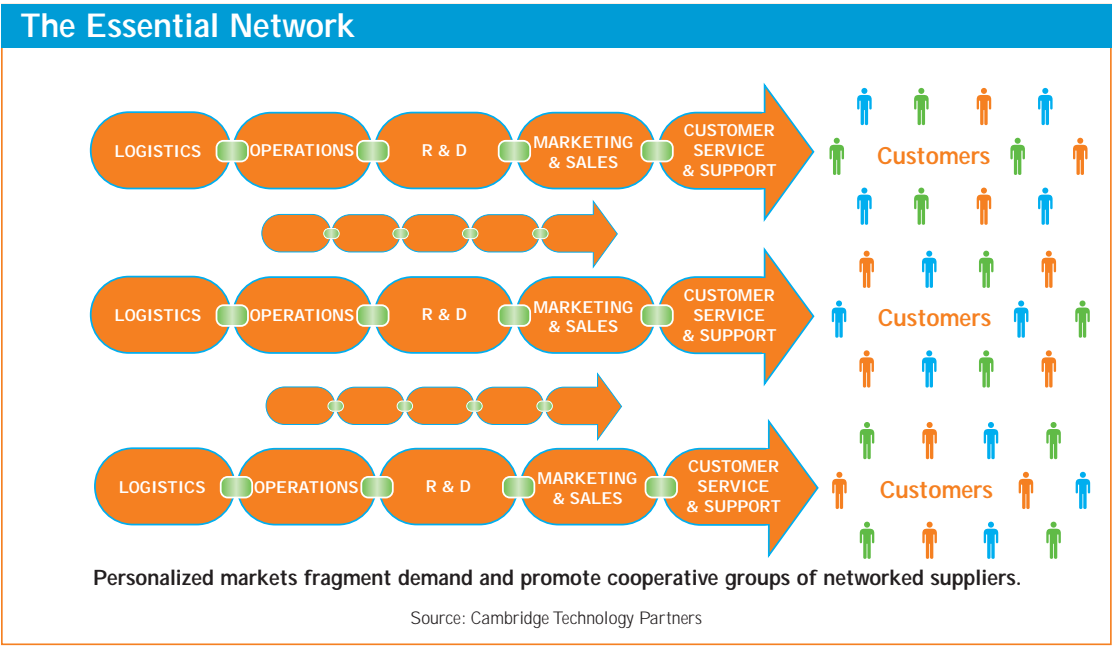 The Essential Network
LOGISTICS
OPERATIONS
R & D
MARKETING
& SALES
CUSTOMER
SERVICE
& SUPPORT
Customers
LOGISTICS
OPERATIONS
R & D
MARKETING
& SALES
CUSTOMER
SERVICE
& SUPPORT
Customers
LOGISTICS
OPERATIONS
R & D
MARKETING
& SALES
CUSTOMER
SERVICE
& SUPPORT
Customers
Personalized markets fragment demand and promote cooperative groups of networked suppliers.
Source: Cambridge Technology Partners